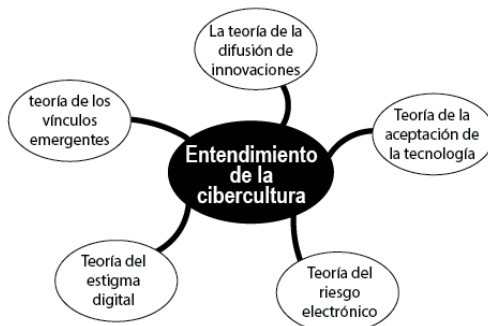 La teoría de la
difusión de
innovaciones
teoría de los
vínculos
emergentes
Teoría de la
aceptación de
la tecnología
Entendimiento
de la
cibercultura
Teoría del
estigma
digital
Teoría del
riesgo
electrónico